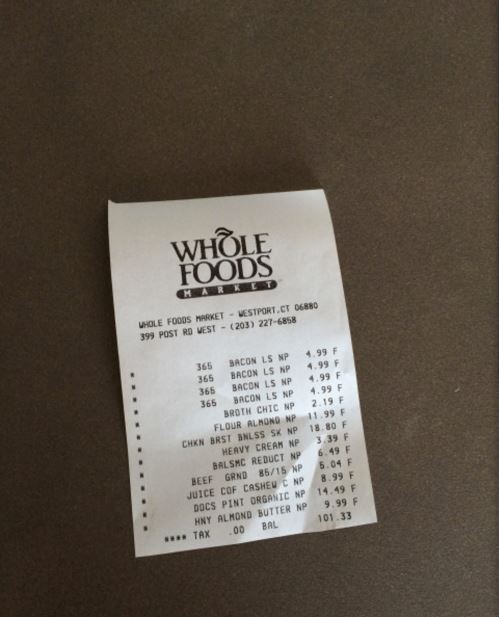 WHOLE
FOODS
MARKET
WHOLE FOODS MARKET - WESTPORT,CT 06880
399 POST RD WEST - (203) 227-6858
365 BACON LS NP 4.99 F
365 BACON LS NP 4.99 F
365 BACON LS NP 4.99 F
365 BACON LS NP 4.99 F
BROTH CHIC NP 2.19 F
FLOUR ALMOND NP 11.99 F
CHKN BRST BNLSS SK NP 18.80 F
HEAVY CREAM NP 3.39 F
BALSMC REDUCT NP 6.49 F
BEEF GRND 85/15 NP 5.04 F
JUICE COF CASHEW C NP 8.99 F
DOCS PINT ORGANIC NP 14.49 F
HNY ALMOND BUTTER NP 9.99 F
**** TAX .00 BAL 101.33